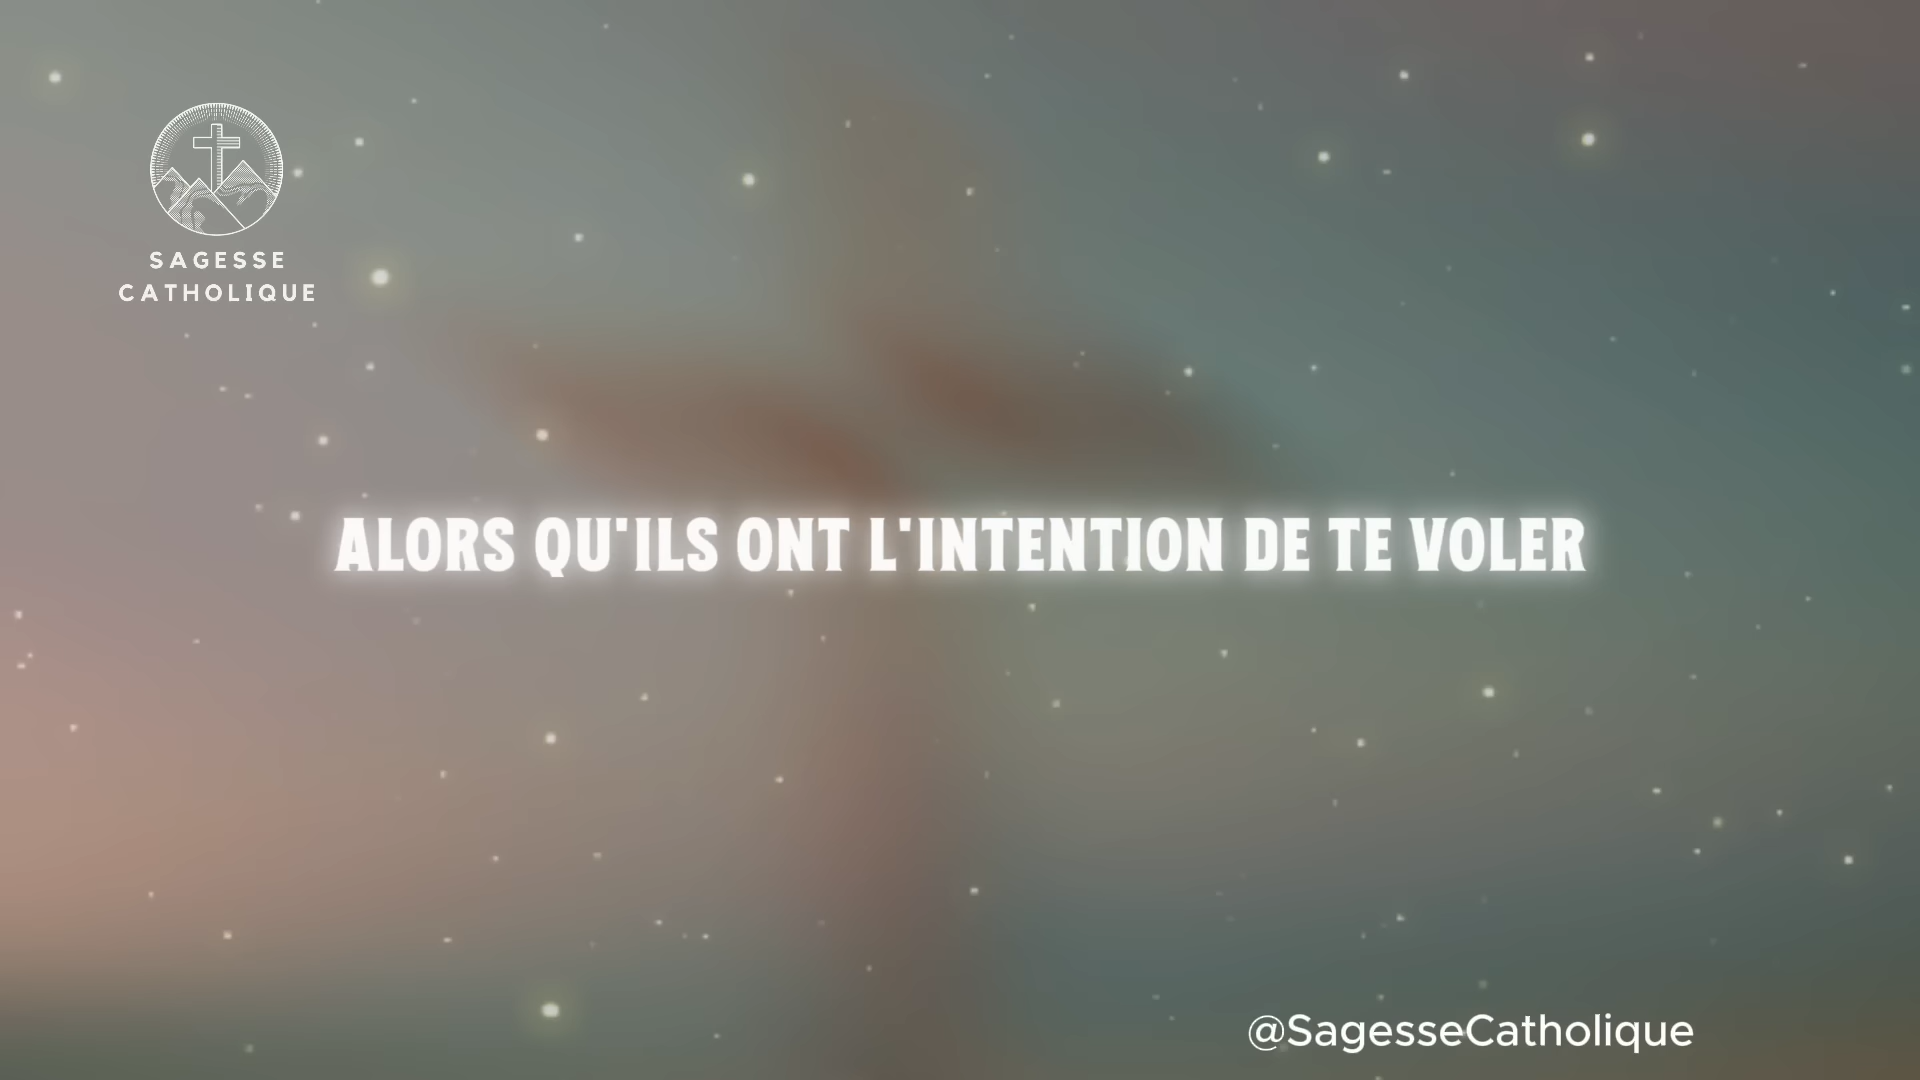 SAGESSE
CATHOLIQUE
ALORS QU'ILS ONT L'INTENTION DE TE VOLER
@SagesseCatholique